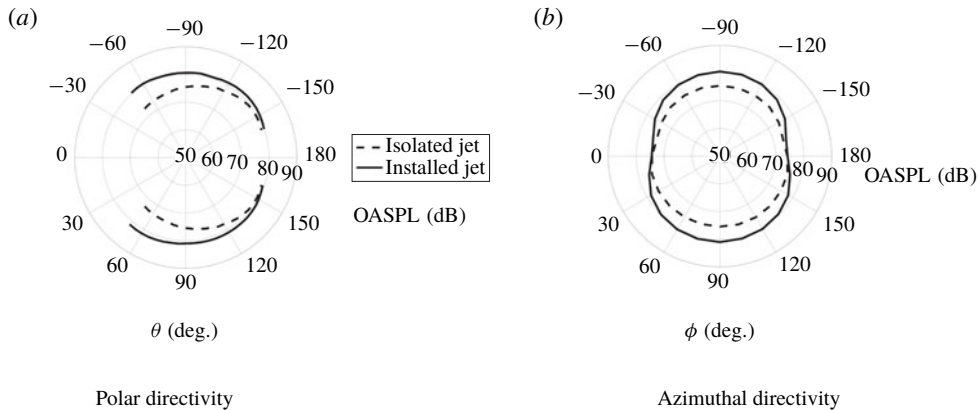 (a)
−90
−60
−120
−30
−150
0
50 60 70 80 90
180
30
150
60
120
90
θ (deg.)
Polar directivity
Isolated jet
Installed jet
OASPL (dB)
(b)
−90
−60
−120
−30
−150
0
50 60 70 80 90
180
OASPL (dB)
30
150
60
120
90
ϕ (deg.)
Azimuthal directivity